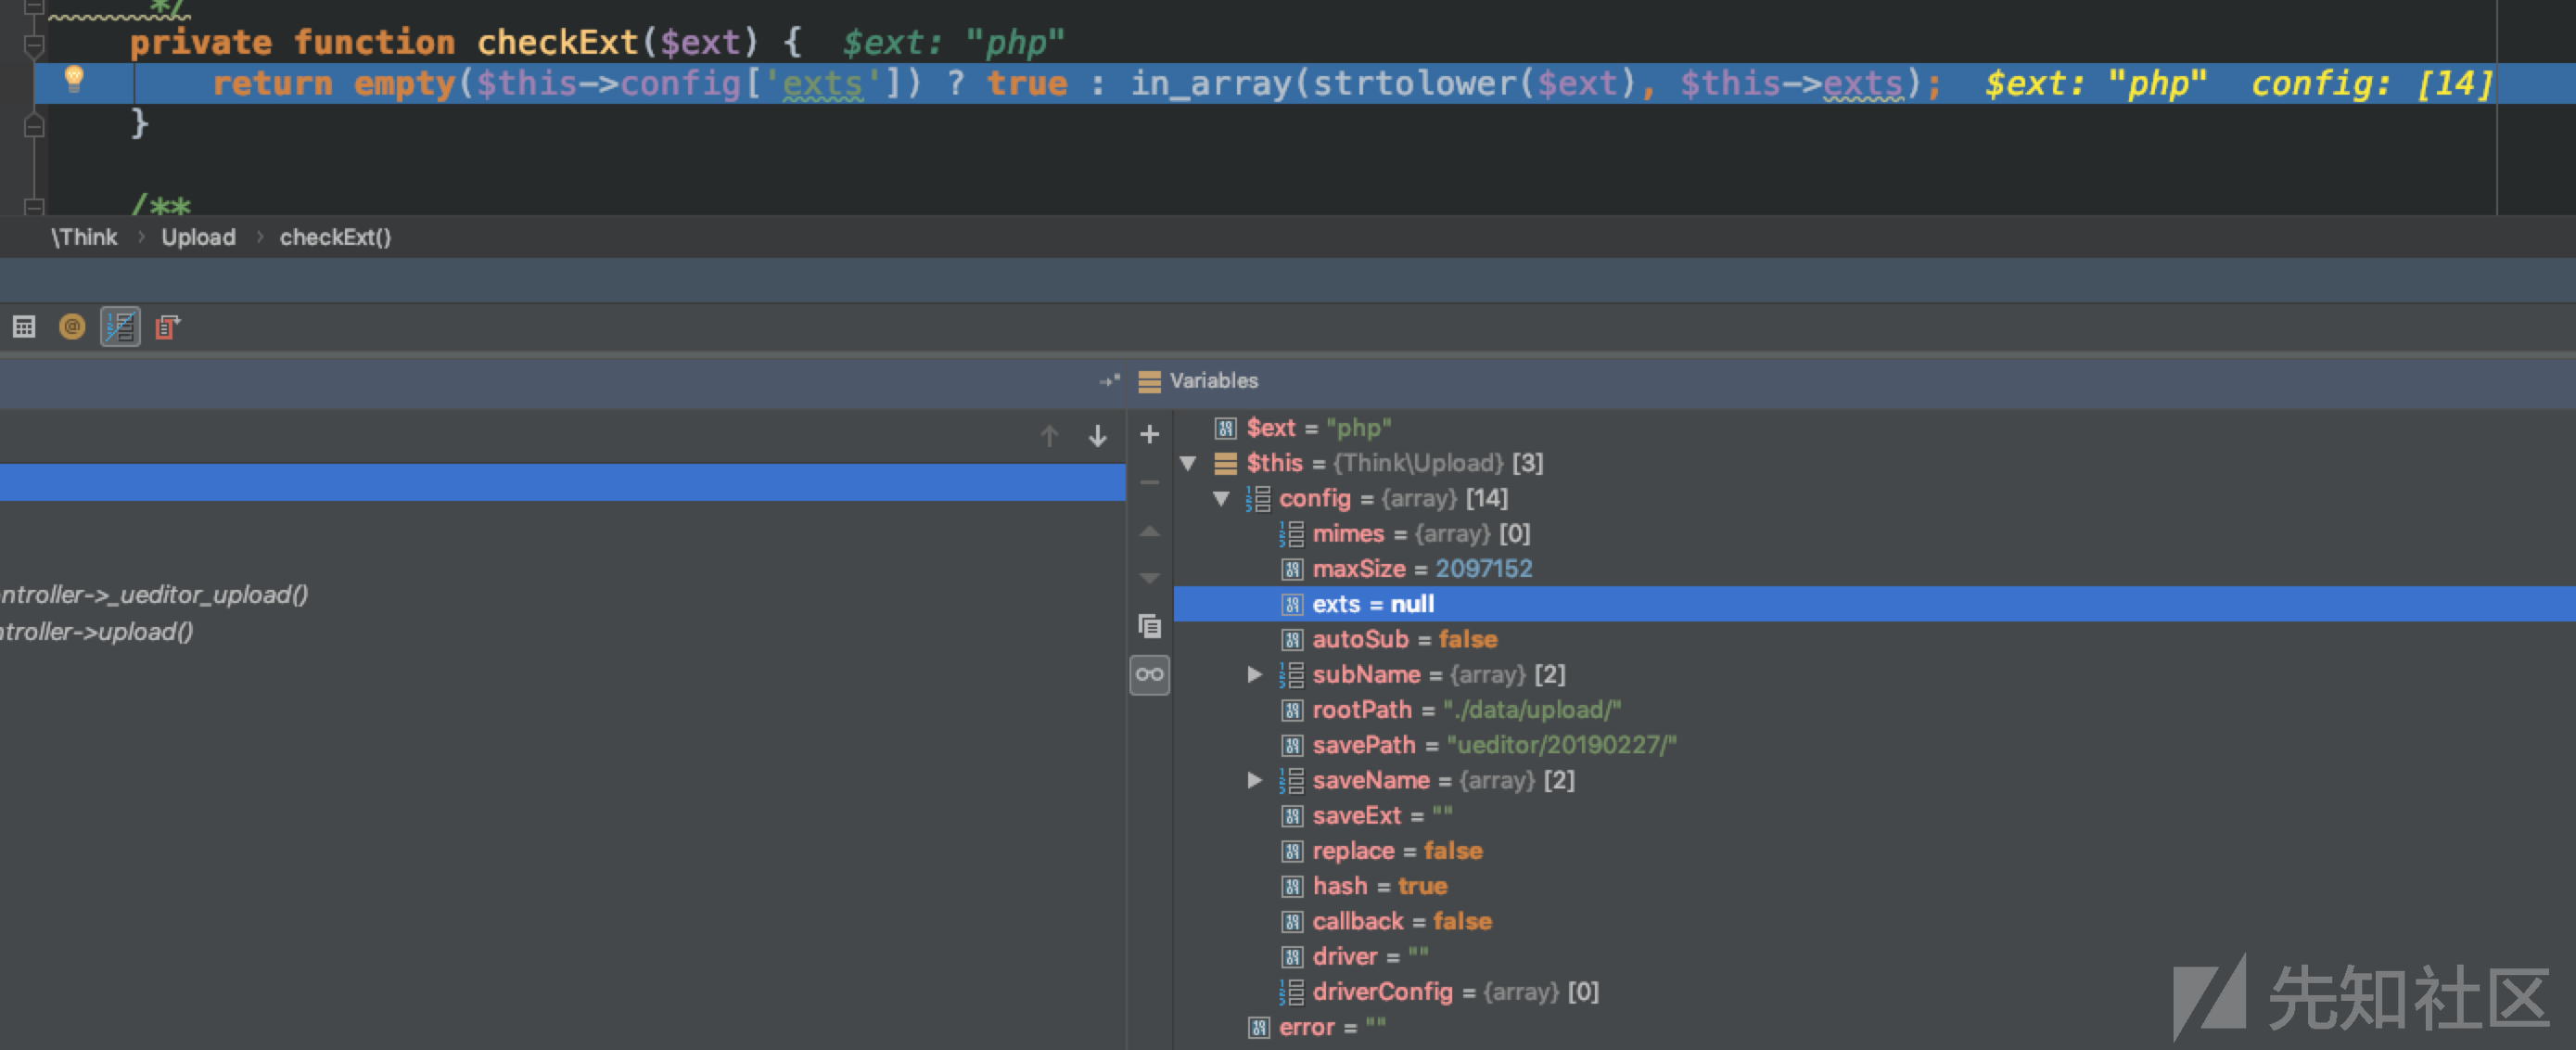 */
private function checkExt($ext) {  $ext: "php"
return empty($this->config['exts']) ? true : in_array(strtolower($ext), $this->exts);  $ext: "php"  config: [14]
}
/**
\Think › Upload › checkExt()
Variables
$ext = "php"
$this = {Think\Upload} [3]
config = {array} [14]
mimes = {array} [0]
maxSize = 2097152
ntroller->_ueditor_upload()
exts = null
ntroller->upload()
autoSub = false
subName = {array} [2]
rootPath = "./data/upload/"
savePath = "ueditor/20190227/"
saveName = {array} [2]
saveExt = ""
replace = false
hash = true
callback = false
driver = ""
driverConfig = {array} [0]
error = ""
先知社区